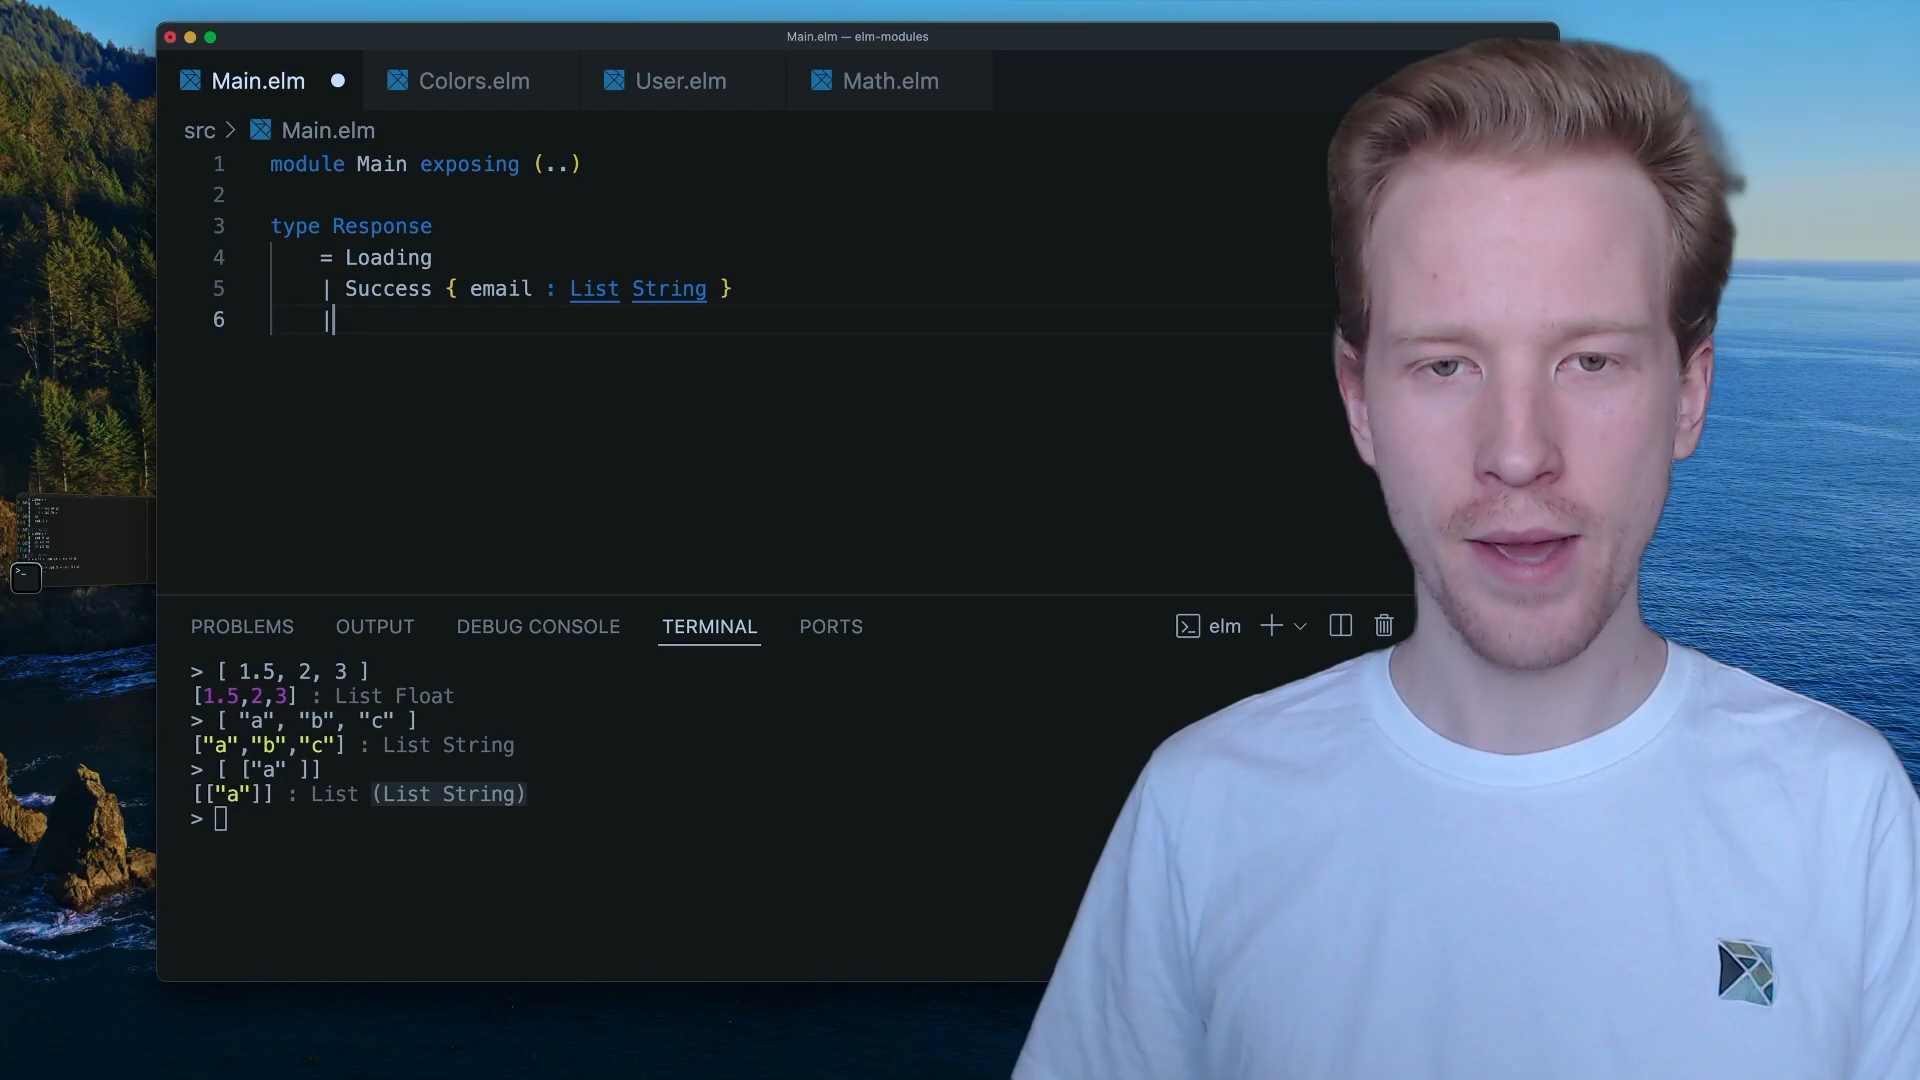 Main.elm — elm-modules
Main.elm
Colors.elm
User.elm
Math.elm
src > Main.elm
1 module Main exposing (..)
2
3 type Response
4 = Loading
5 | Success { email : List String }
6 |
PROBLEMS
OUTPUT
DEBUG CONSOLE
TERMINAL
PORTS
elm
> [ 1.5, 2, 3 ]
[1.5,2,3] : List Float
> [ "a", "b", "c" ]
["a","b","c"] : List String
> [ ["a" ]]
[["a"]] : List (List String)
>